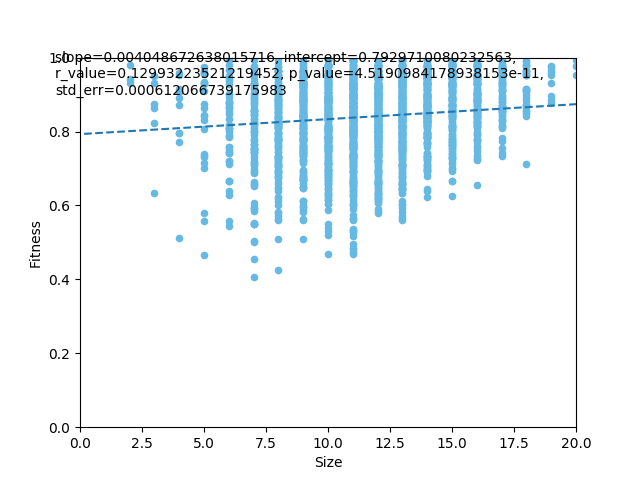 slope=0.004048672638015716, intercept=0.7929710080232563,
r_value=0.12993223521219452, p_value=4.5190984178938153e-11,
std_err=0.000612066739175983
1.0
0.8
0.6
0.4
0.2
0.0
Fitness
0.0 2.5 5.0 7.5 10.0 12.5 15.0 17.5 20.0
Size